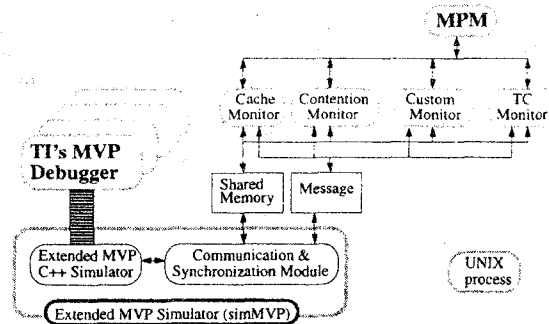 MPM
Cache
Monitor
Contention
Monitor
Custom
Monitor
TC
Monitor
TI's MVP
Debugger
Shared
Memory
Message
Extended MVP
C++ Simulator
Communication &
Synchronization Module
UNIX
process
Extended MVP Simulator (simMVP)